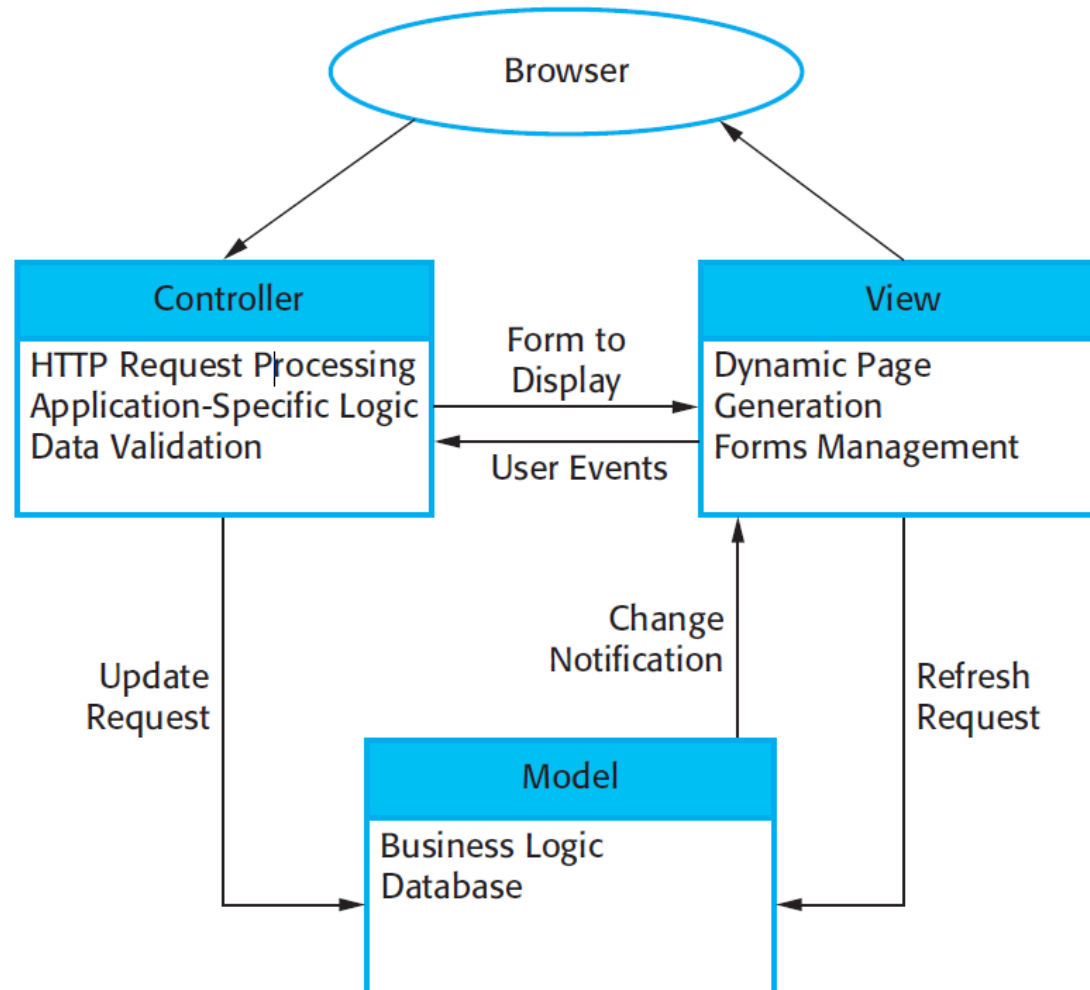 Browser
Controller
HTTP Request Processing
Application-Specific Logic
Data Validation
Form to
Display
User Events
View
Dynamic Page
Generation
Forms Management
Update
Request
Change
Notification
Refresh
Request
Model
Business Logic
Database